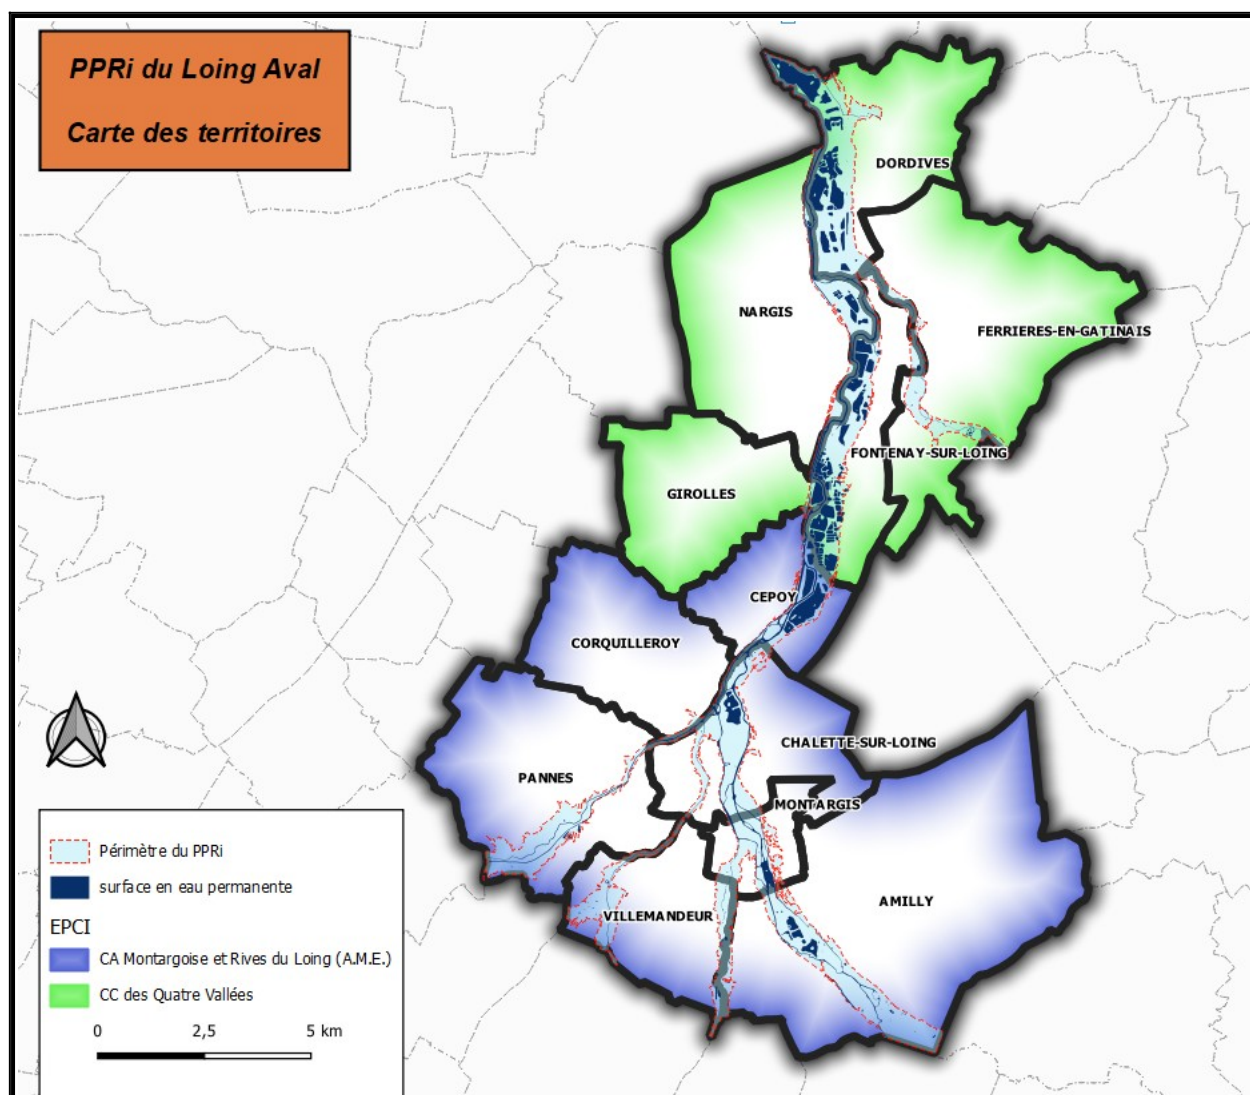 PPRi du Loing Aval
Carte des territoires
DORDIVES
NARGIS
FERRIERES-EN-GATINAIS
FONTENAY-SUR-LOING
GIROLLES
CEPOY
CORQUILLEROY
CHALETTE-SUR-LOING
PANNES
MONTARGIS
AMILLY
VILLEMANDEUR
Périmètre du PPRi
surface en eau permanente
EPCI
CA Montargoise et Rives du Loing (A.M.E.)
CC des Quatre Vallées
0 2,5 5 km